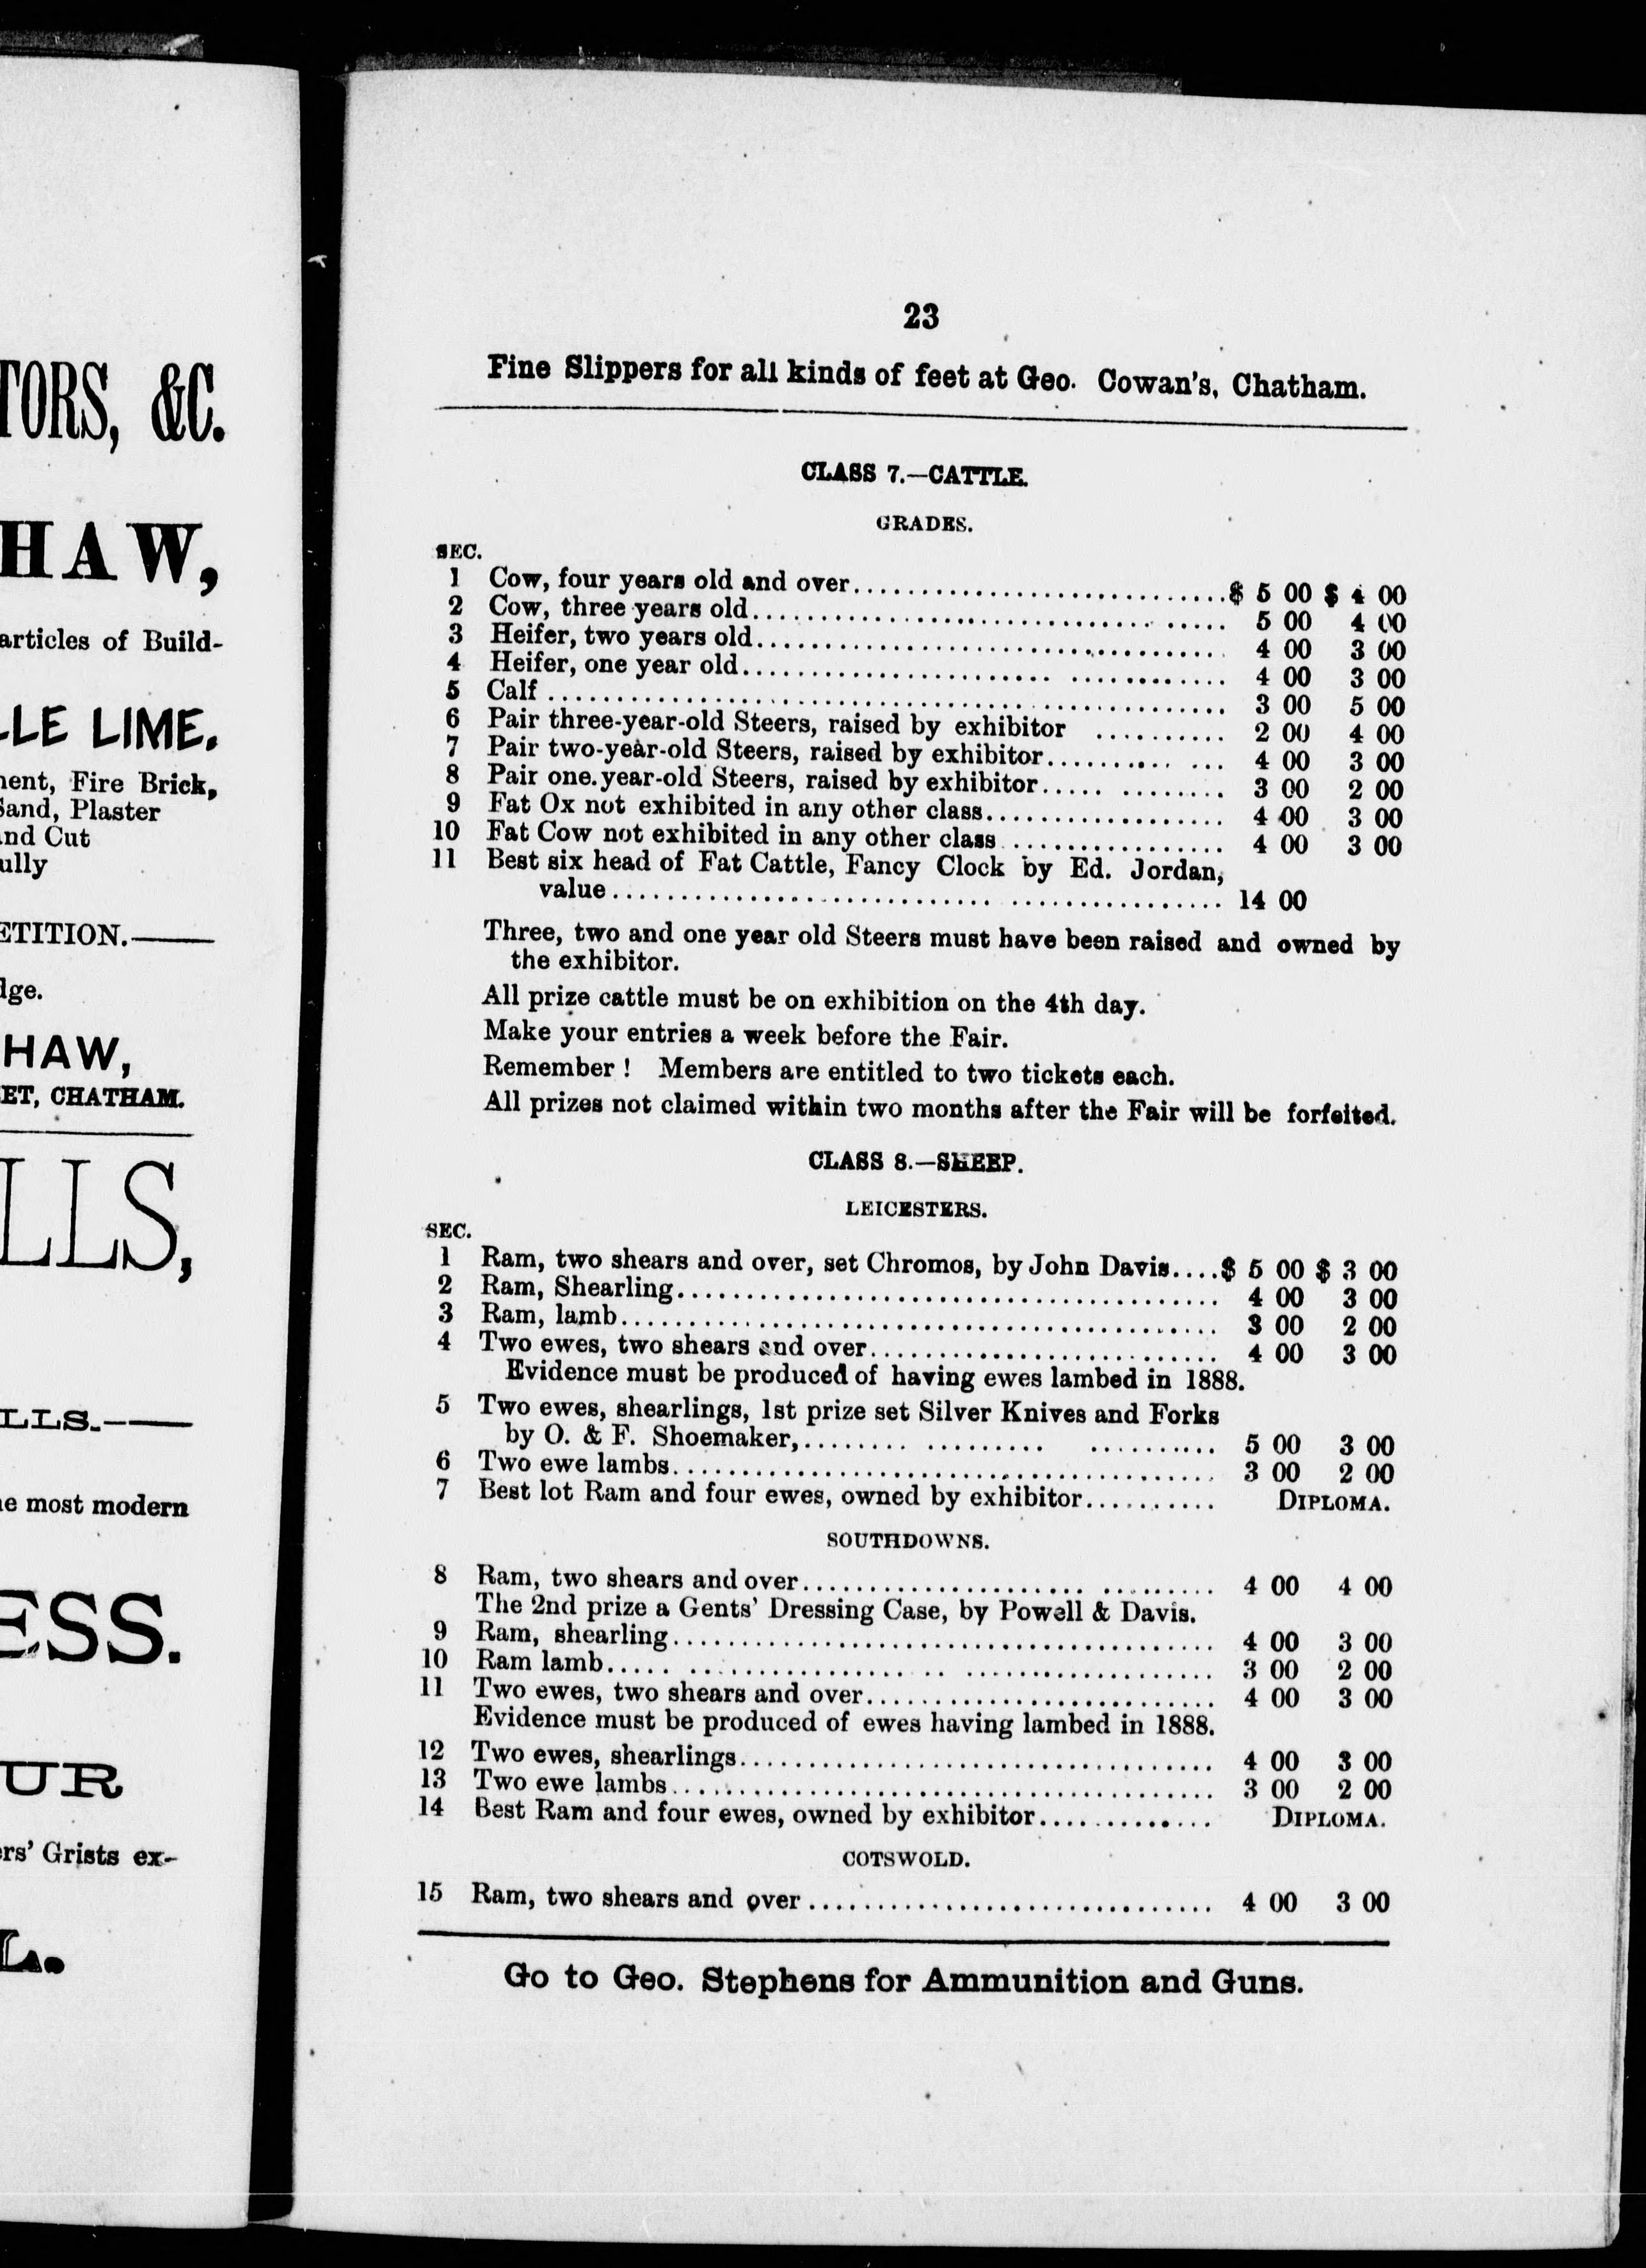 TORS, &C.
HAW,
articles of Build-
LE LIME.
Fire Brick,
Sand, Plaster
and Cut
ully
ETITION.
dge.
HAW,
ET, CHATHAM.
LLS,
LLS.
most modern
ESS.
UR
ers' Grists ex-
L.
23
Fine Slippers for all kinds of feet at Geo. Cowan's, Chatham.
CLASS 7.—CATTLE.
GRADES.
SEC.
1 Cow, four years old and over..............................$ 5 00 $ 4 00
2 Cow, three years old.............................. 5 00 4 00
3 Heifer, two years old.............................. 4 00 3 00
4 Heifer, one year old.............................. 4 00 3 00
5 Calf .............................. 3 00 5 00
6 Pair three-year-old Steers, raised by exhibitor .......... 2 00 4 00
7 Pair two-year-old Steers, raised by exhibitor.......... ... 4 00 3 00
8 Pair one.year-old Steers, raised by exhibitor..... ........ 3 00 2 00
9 Fat Ox not exhibited in any other class.................. 4 00 3 00
10 Fat Cow not exhibited in any other class ................. 4 00 3 00
11 Best six head of Fat Cattle, Fancy Clock by Ed. Jordan,
value.............................. 14 00
Three, two and one year old Steers must have been raised and owned by
the exhibitor.
All prize cattle must be on exhibition on the 4th day.
Make your entries a week before the Fair.
Remember ! Members are entitled to two tickets each.
All prizes not claimed within two months after the Fair will be forfeited.
CLASS 8.—SHEEP.
LEICESTERS.
SEC.
1 Ram, two shears and over, set Chromos, by John Davis....$ 5 00 $ 3 00
2 Ram, Shearling.............................. 4 00 3 00
3 Ram, lamb.............................. 3 00 2 00
4 Two ewes, two shears and over.......................... 4 00 3 00
Evidence must be produced of having ewes lambed in 1888.
5 Two ewes, shearlings, 1st prize set Silver Knives and Forks
by O. & F. Shoemaker,........ ......... .......... 5 00 3 00
6 Two ewe lambs.............................. 3 00 2 00
7 Best lot Ram and four ewes, owned by exhibitor.......... DIPLOMA.
SOUTHDOWNS.
8 Ram, two shears and over..................... ......... 4 00 4 00
The 2nd prize a Gents' Dressing Case, by Powell & Davis.
9 Ram, shearling.............................. 4 00 3 00
10 Ram lamb..... .............................. 3 00 2 00
11 Two ewes, two shears and over.......................... 4 00 3 00
Evidence must be produced of ewes having lambed in 1888.
12 Two ewes, shearlings.............................. 4 00 3 00
13 Two ewe lambs.............................. 3 00 2 00
14 Best Ram and four ewes, owned by exhibitor............. DIPLOMA.
COTSWOLD.
15 Ram, two shears and over .............................. 4 00 3 00
Go to Geo. Stephens for Ammunition and Guns.